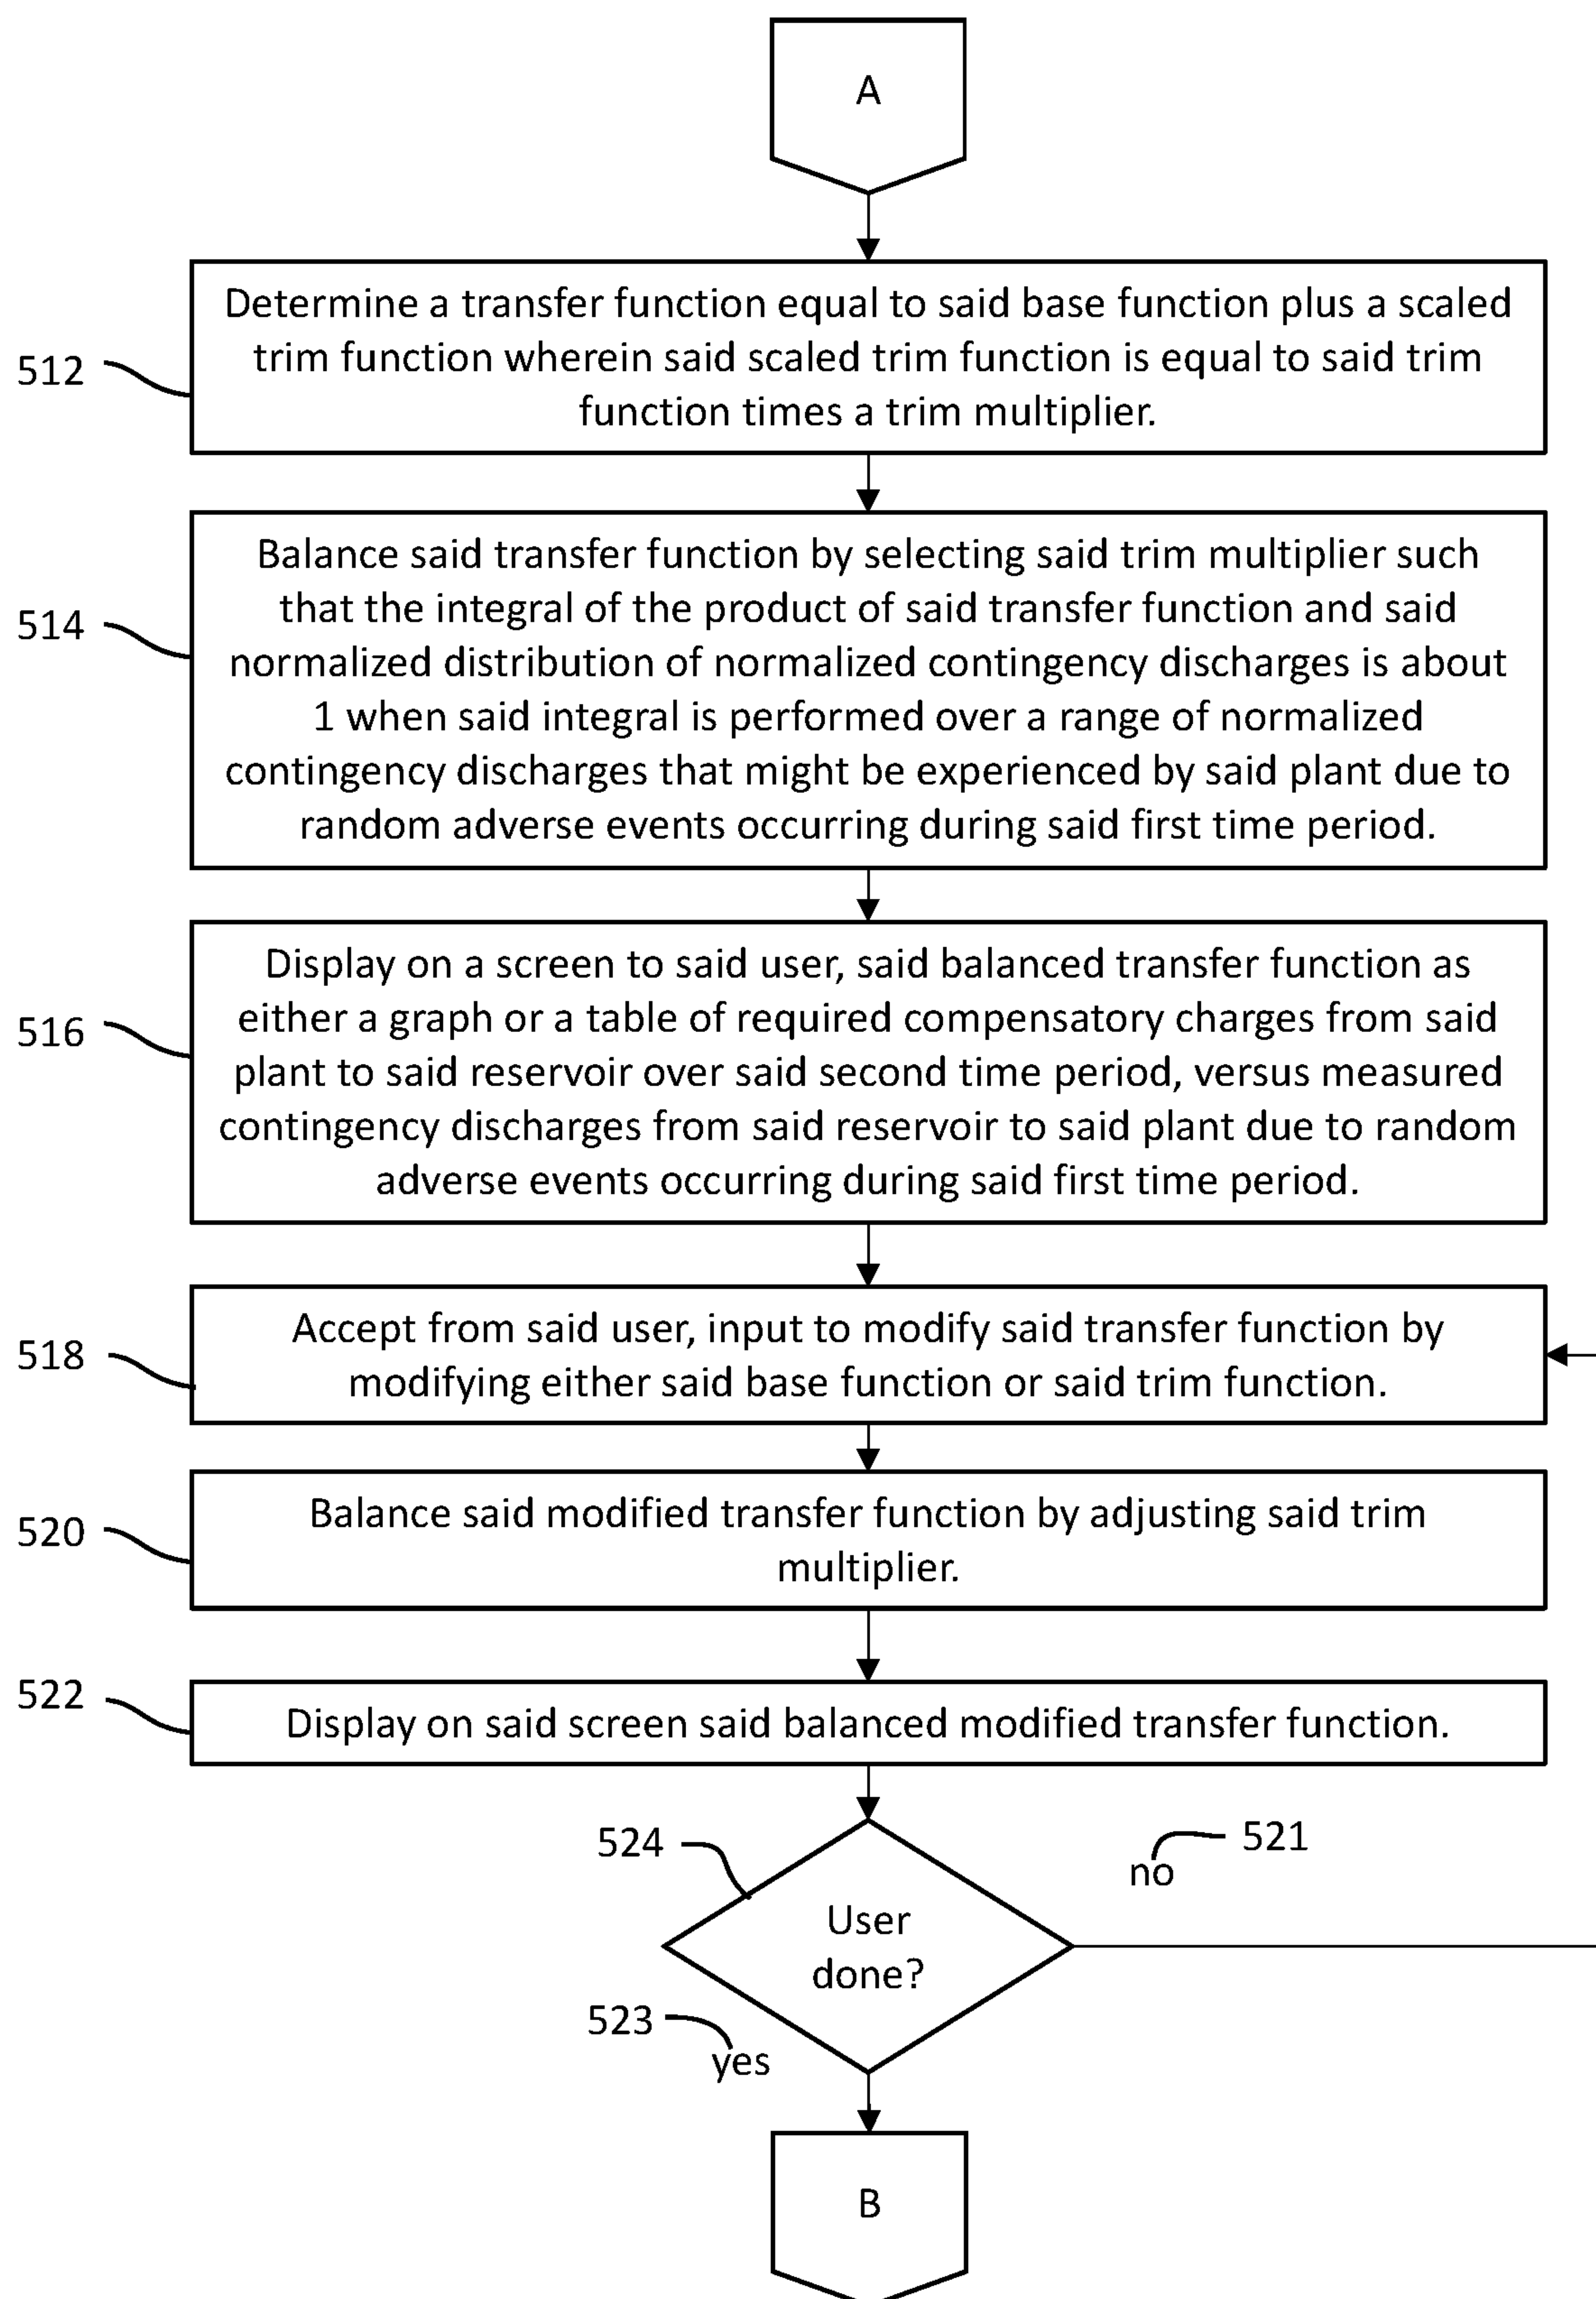 A
Determine a transfer function equal to said base function plus a scaled
trim function wherein said scaled trim function is equal to said trim
function times a trim multiplier.
512
Balance said transfer function by selecting said trim multiplier such
that the integral of the product of said transfer function and said
normalized distribution of normalized contingency discharges is about
1 when said integral is performed over a range of normalized
contingency discharges that might be experienced by said plant due to
random adverse events occurring during said first time period.
514
Display on a screen to said user, said balanced transfer function as
either a graph or a table of required compensatory charges from said
plant to said reservoir over said second time period, versus measured
contingency discharges from said reservoir to said plant due to random
adverse events occurring during said first time period.
516
Accept from said user, input to modify said transfer function by
modifying either said base function or said trim function.
518
Balance said modified transfer function by adjusting said trim
multiplier.
520
Display on said screen said balanced modified transfer function.
522
524
521
no
User
done?
523
yes
B